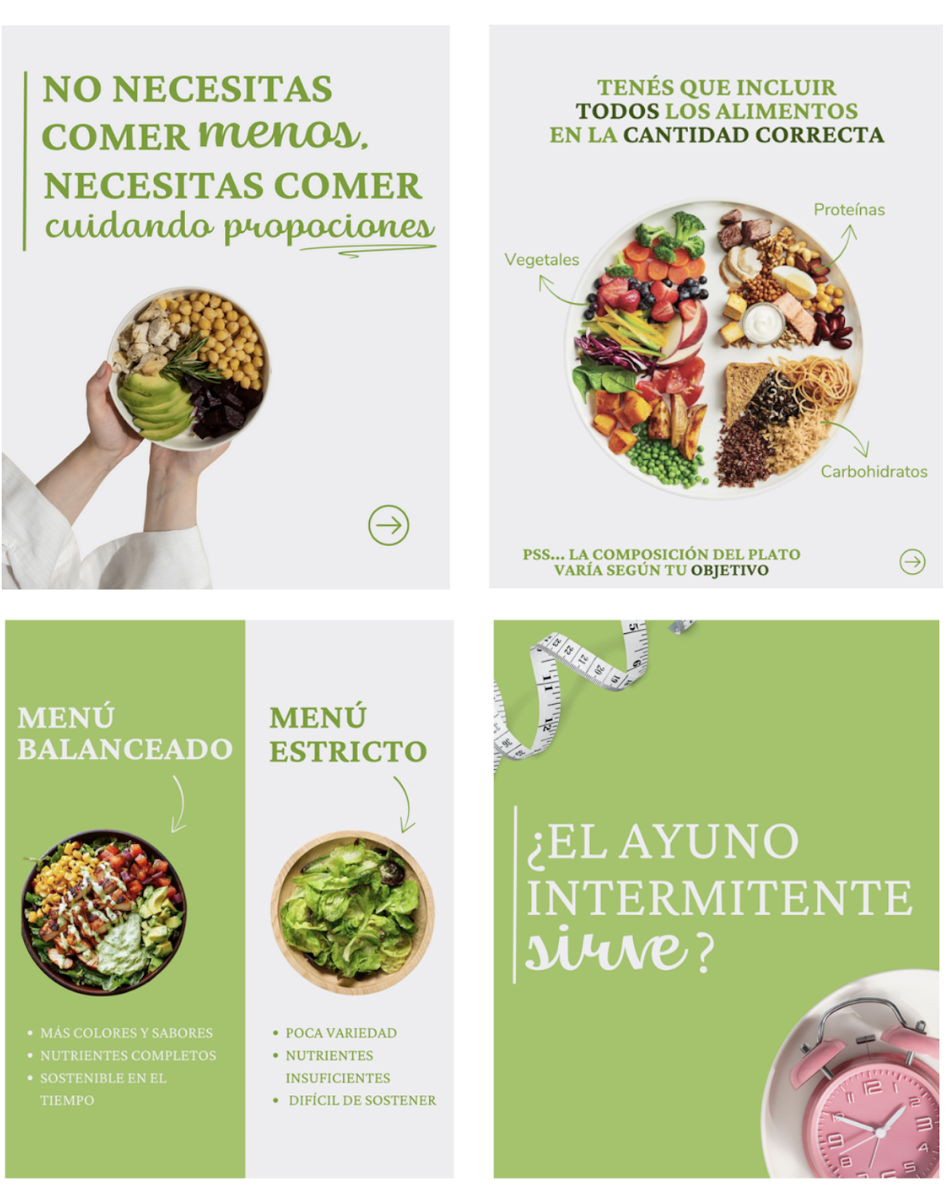 NO NECESITAS
COMER menos.
NECESITAS COMER
cuidando propociones
TENÉS QUE INCLUIR
TODOS LOS ALIMENTOS
EN LA CANTIDAD CORRECTA
Proteínas
Vegetales
Carbohidratos
PSS... LA COMPOSICIÓN DEL PLATO
VARÍA SEGÚN TU OBJETIVO
MENÚ
BALANCEADO
• MÁS COLORES Y SABORES
• NUTRIENTES COMPLETOS
• SOSTENIBLE EN EL
TIEMPO
MENÚ
ESTRICTO
• POCA VARIEDAD
• NUTRIENTES
INSUFICIENTES
• DIFÍCIL DE SOSTENER
¿EL AYUNO
INTERMITENTE
sirve?